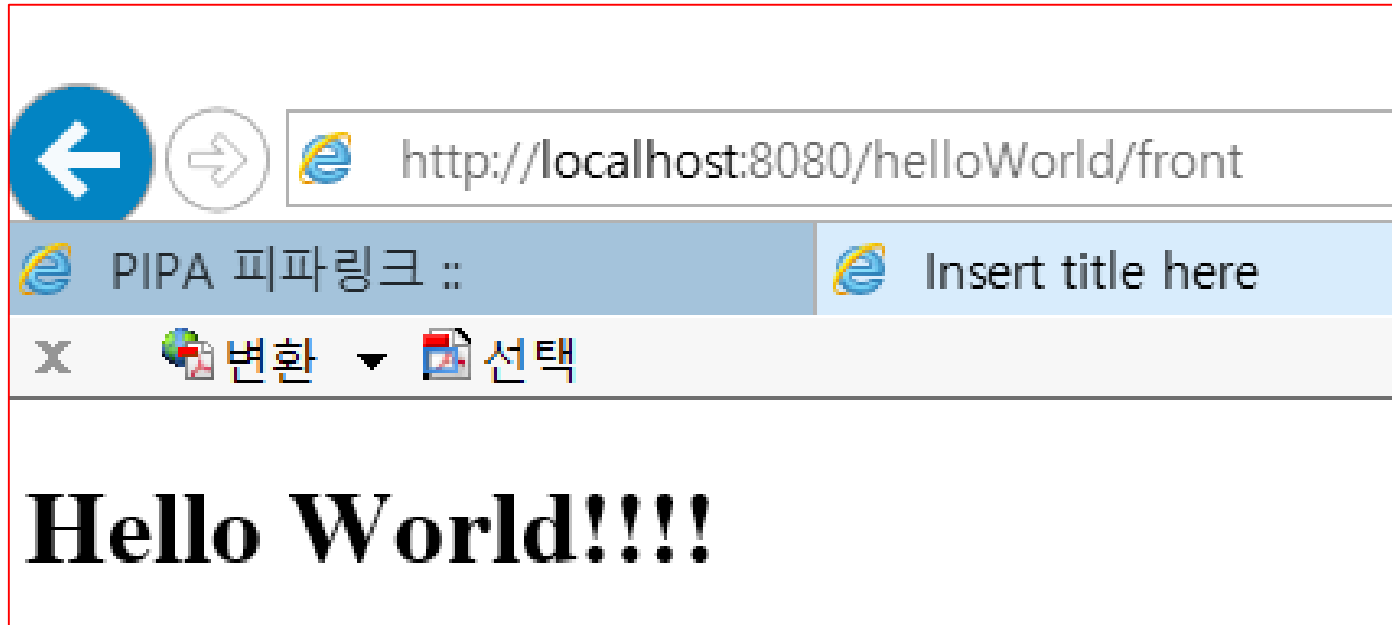 http://localhost:8080/helloWorld/front
PIPA 피파링크 :: Insert title here
x 변환 선택
Hello World!!!!